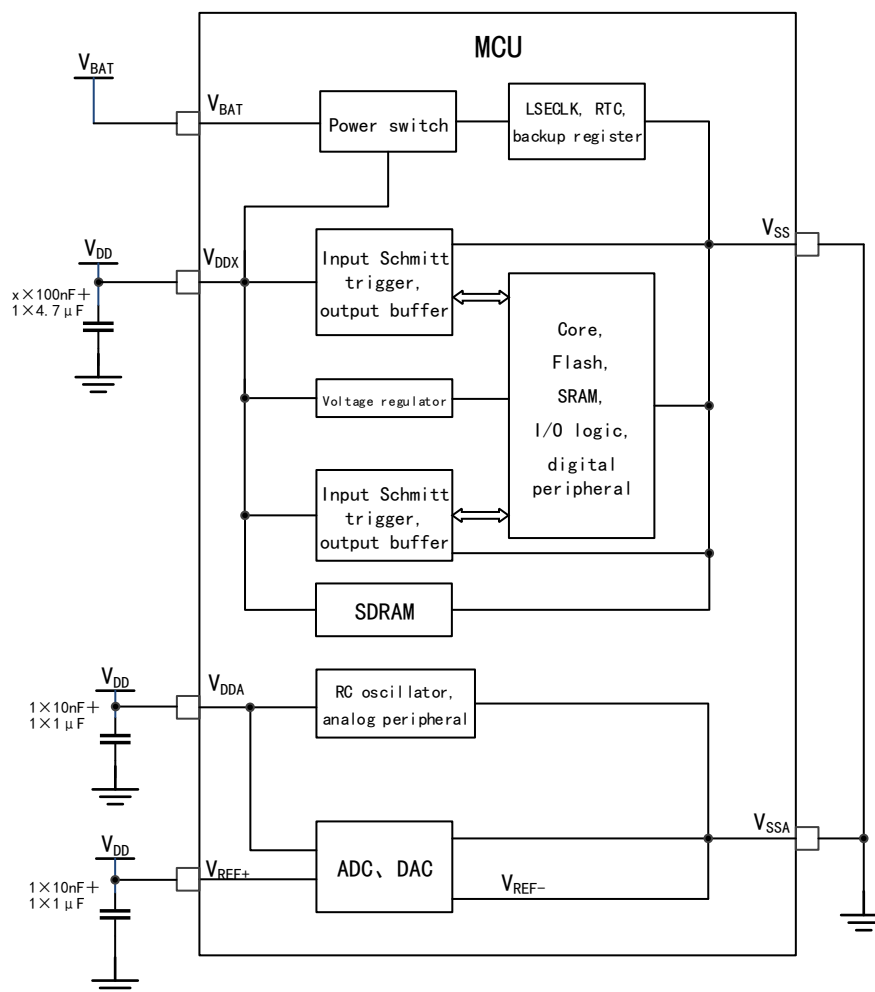 MCU
VBAT
VBAT
Power switch
LSECLK, RTC,
backup register
VDD
VDDX
x×100nF+
1×4.7μF
Input Schmitt
trigger,
output buffer
VSS
Core,
Flash,
SRAM,
I/O logic,
digital
peripheral
Voltage regulator
Input Schmitt
trigger,
output buffer
SDRAM
VDD
VDDA
1×10nF+
1×1μF
RC oscillator,
analog peripheral
VSSA
VDD
VREF+
1×10nF+
1×1μF
ADC、DAC
VREF-